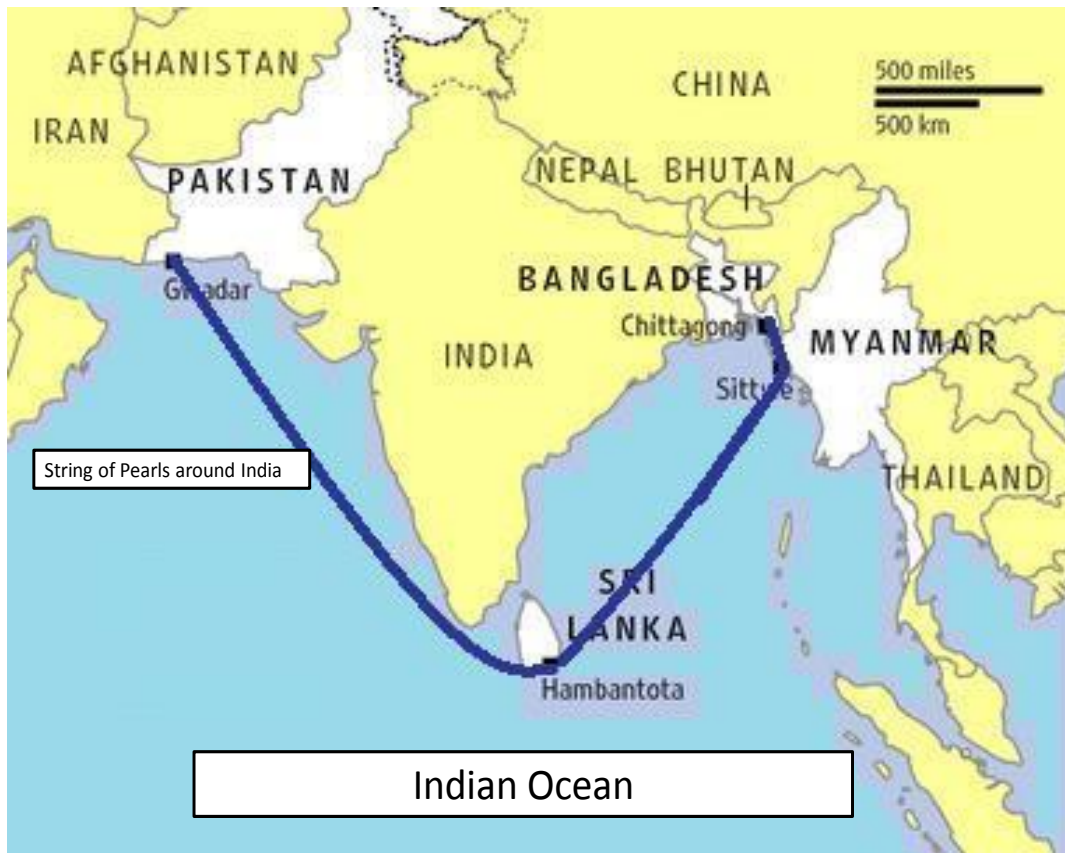 AFGHANISTAN
CHINA
500 miles
500 km
IRAN
PAKISTAN
NEPAL BHUTAN
BANGLADESH
Gwadar
Chittagong
MYANMAR
INDIA
Sittwe
String of Pearls around India
THAILAND
SRI
LANKA
Hambantota
Indian Ocean